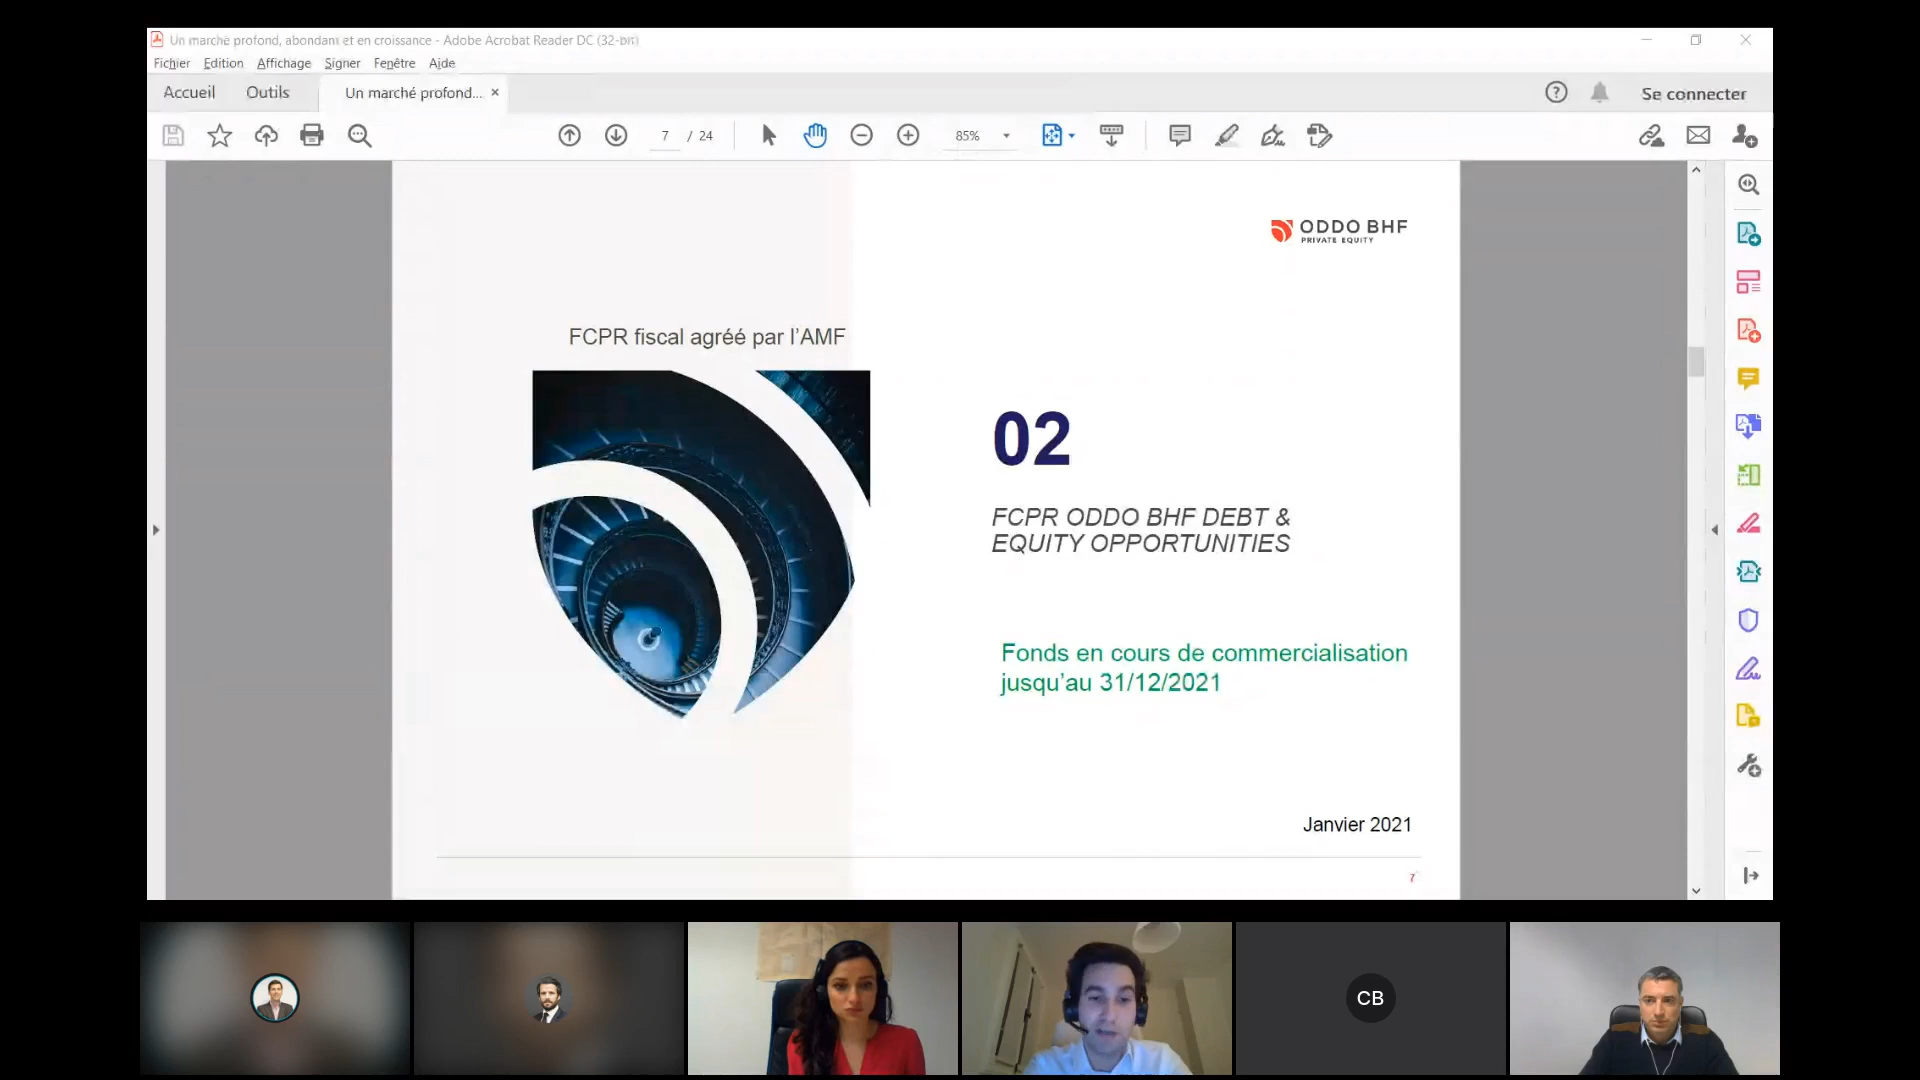 Un marché profond, abondant et en croissance - Adobe Acrobat Reader DC (32-bit)
Fichier Edition Affichage Signer Fenêtre Aide
Accueil Outils Un marché profond... × Se connecter
7 / 24 85%
ODDO BHF
PRIVATE EQUITY
FCPR fiscal agréé par l'AMF
02
FCPR ODDO BHF DEBT &
EQUITY OPPORTUNITIES
Fonds en cours de commercialisation
jusqu'au 31/12/2021
Janvier 2021
7
CB